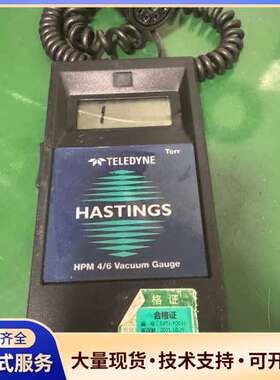 Torr
TELEDYNE
HASTINGS
HPM 4/6 Vacuum Gauge
格证
合格证
齐全
式服务
大量现货·技术支持·可开